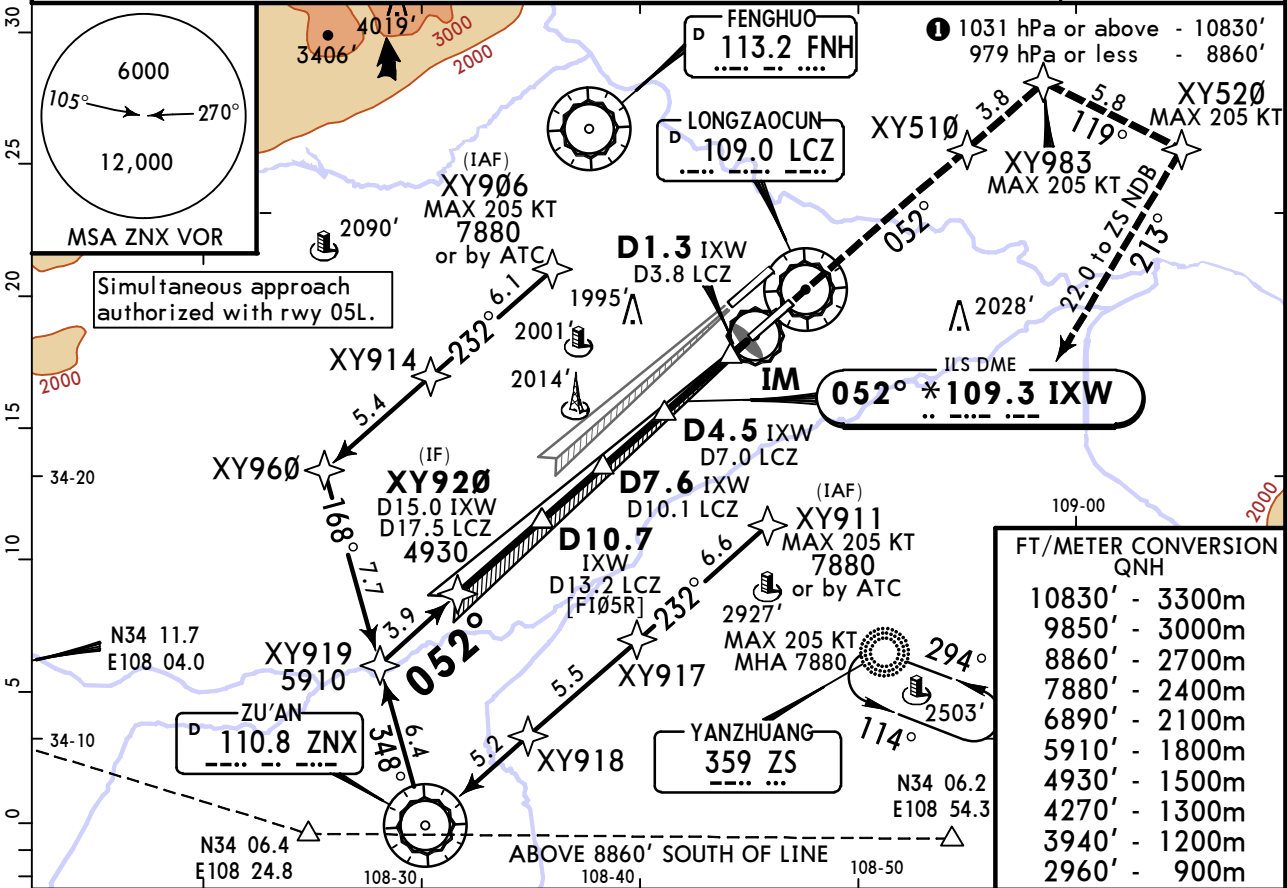 30
25
20
15
10
5
0
6000
105°
270°
12,000
MSA ZNX VOR
3406'
4019'
3000
2000
FENGHUO
D 113.2 FNH
❶ 1031 hPa or above - 10830'
979 hPa or less - 8860'
LONGZAOCUN
D 109.0 LCZ
XY510
3.8
5.8
119°
XY520
MAX 205 KT
XY983
MAX 205 KT
052°
22.0 to ZS NDB
213°
(IAF)
XY906
MAX 205 KT
7880
or by ATC
2090'
Simultaneous approach
authorized with rwy 05L.
D1.3 IXW
D3.8 LCZ
6.1
232°
1995'
2001'
2014'
2028'
2000
XY914
5.4
XY960
34-20
IM
ILS DME
052° *109.3 IXW
D4.5 IXW
D7.0 LCZ
D7.6 IXW
D10.1 LCZ
D10.7
IXW
D13.2 LCZ
[FI05R]
(IF)
XY920
D15.0 IXW
D17.5 LCZ
4930
168°
7.7
3.9
052°
(IAF)
XY911
MAX 205 KT
7880
or by ATC
6.6
232°
2927'
109-00
2000
N34 11.7
E108 04.0
XY919
5910
XY917
5.5
MAX 205 KT
MHA 7880
294°
2503'
114°
ZU'AN
D 110.8 ZNX
34-10
348°
6.4
5.2
XY918
YANZHUANG
359 ZS
N34 06.2
E108 54.3
N34 06.4
E108 24.8
ABOVE 8860' SOUTH OF LINE
108-30
108-40
108-50
FT/METER CONVERSION
QNH
10830' - 3300m
9850' - 3000m
8860' - 2700m
7880' - 2400m
6890' - 2100m
5910' - 1800m
4930' - 1500m
4270' - 1300m
3940' - 1200m
2960' - 900m